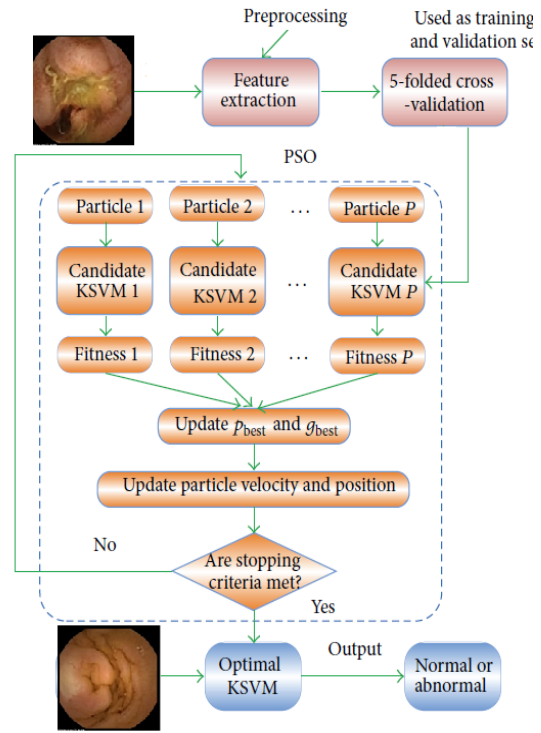 Preprocessing
Used as training
and validation se
Feature
extraction
5-folded cross
-validation
PSO
Particle 1
Particle 2
...
Particle P
Candidate
KSVM 1
Candidate
KSVM 2
...
Candidate
KSVM P
Fitness 1
Fitness 2
...
Fitness P
Update pbest and gbest
Update particle velocity and position
No
Are stopping
criteria met?
Yes
Optimal
KSVM
Output
Normal or
abnormal